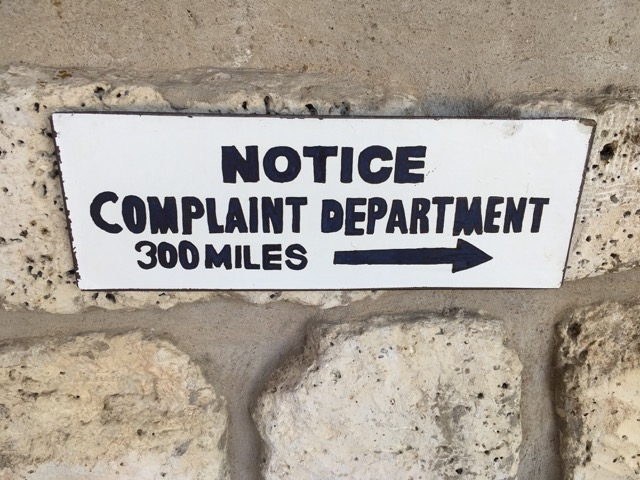 NOTICE
COMPLAINT DEPARTMENT
300 MILES